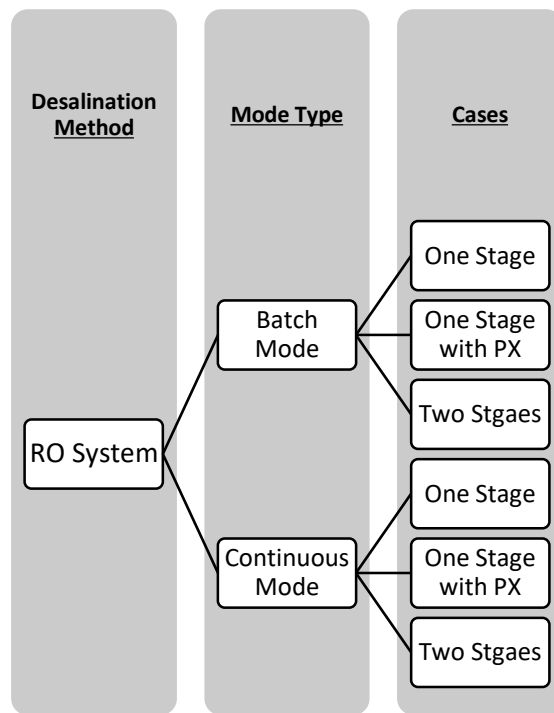 Desalination
Method
Mode Type
Cases
RO System
Batch
Mode
Continuous
Mode
One Stage
One Stage
with PX
Two Stgaes
One Stage
One Stage
with PX
Two Stgaes